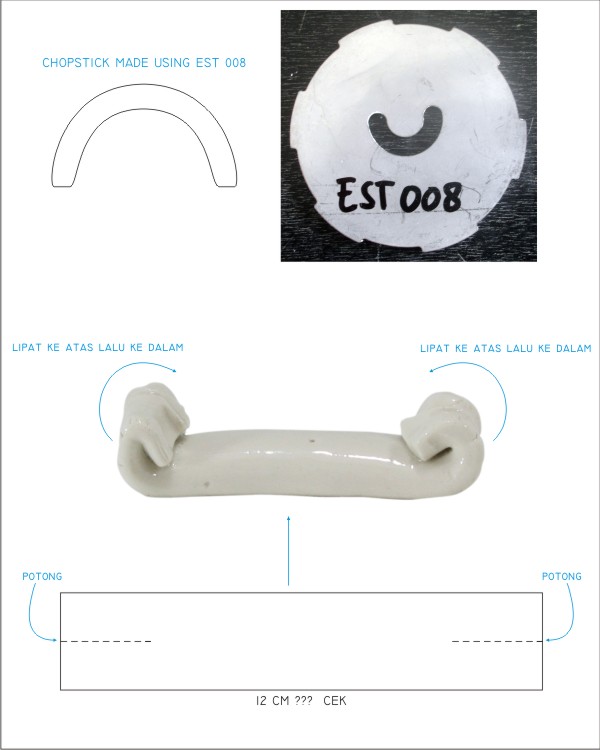 CHOPSTICK MADE USING EST 008
EST 008
LIPAT KE ATAS LALU KE DALAM
LIPAT KE ATAS LALU KE DALAM
POTONG
POTONG
12 CM ??? CEK